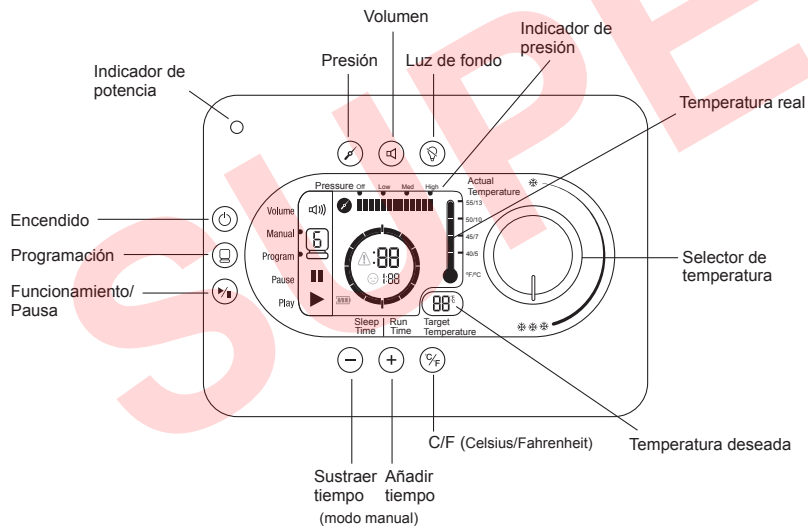 Volumen
Presión
Luz de fondo
Indicador de
presión
Indicador de
potencia
Temperatura real
Encendido
Programación
Funcionamiento/
Pausa
Pressure Off Low Med High
Actual
Temperature
Volume
Manual
Program
Pause
Play
6
:88
1:88
55/13
50/10
45/7
40/5
°F/°C
88
Sleep
Time
Run
Time
Target
Temperature
°C/F
Selector de
temperatura
C/F (Celsius/Fahrenheit)
Temperatura deseada
Sustraer
tiempo
(modo manual)
Añadir
tiempo
SUPE